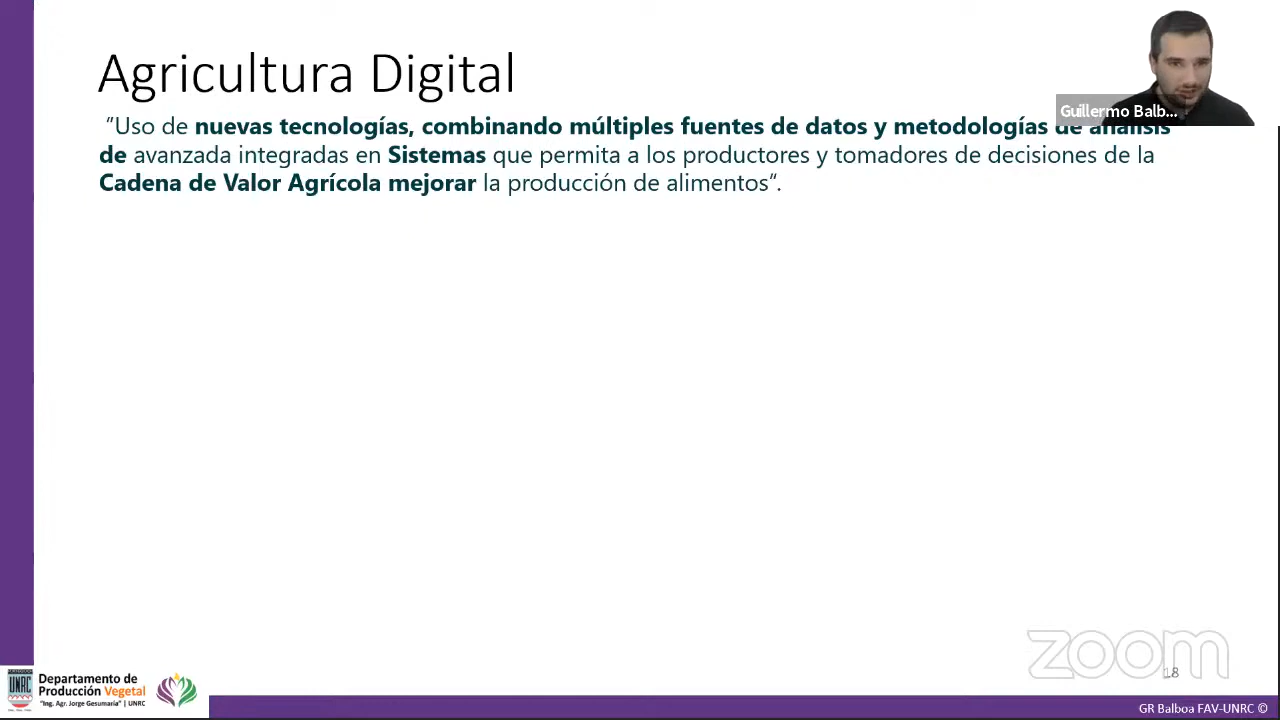 Agricultura Digital
Guillermo Balb...
“Uso de nuevas tecnologías, combinando múltiples fuentes de datos y metodologías de análisis
de avanzada integradas en Sistemas que permita a los productores y tomadores de decisiones de la
Cadena de Valor Agrícola mejorar la producción de alimentos“.
zoom
18
UNRC
Departamento de
Producción Vegetal
"Ing. Agr. Jorge Gesumaría" | UNRC
GR Balboa FAV-UNRC ©